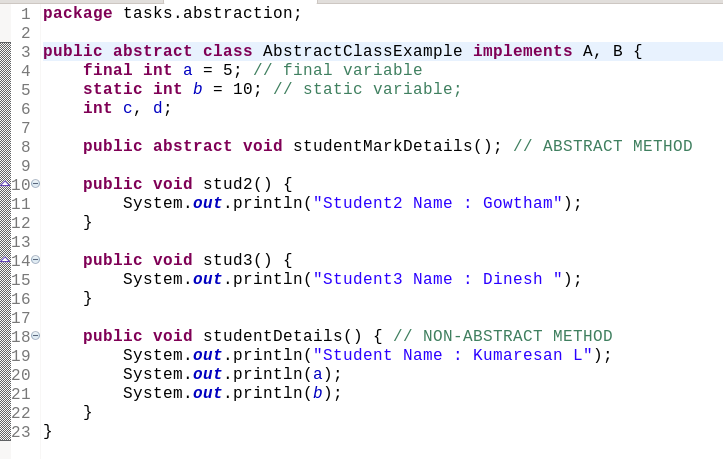 1 package tasks.abstraction;
2
3 public abstract class AbstractClassExample implements A, B {
4     final int a = 5; // final variable
5     static int b = 10; // static variable;
6     int c, d;
7
8     public abstract void studentMarkDetails(); // ABSTRACT METHOD
9
10     public void stud2() {
11         System.out.println("Student2 Name : Gowtham");
12     }
13
14     public void stud3() {
15         System.out.println("Student3 Name : Dinesh ");
16     }
17
18     public void studentDetails() { // NON-ABSTRACT METHOD
19         System.out.println("Student Name : Kumaresan L");
20         System.out.println(a);
21         System.out.println(b);
22     }
23 }